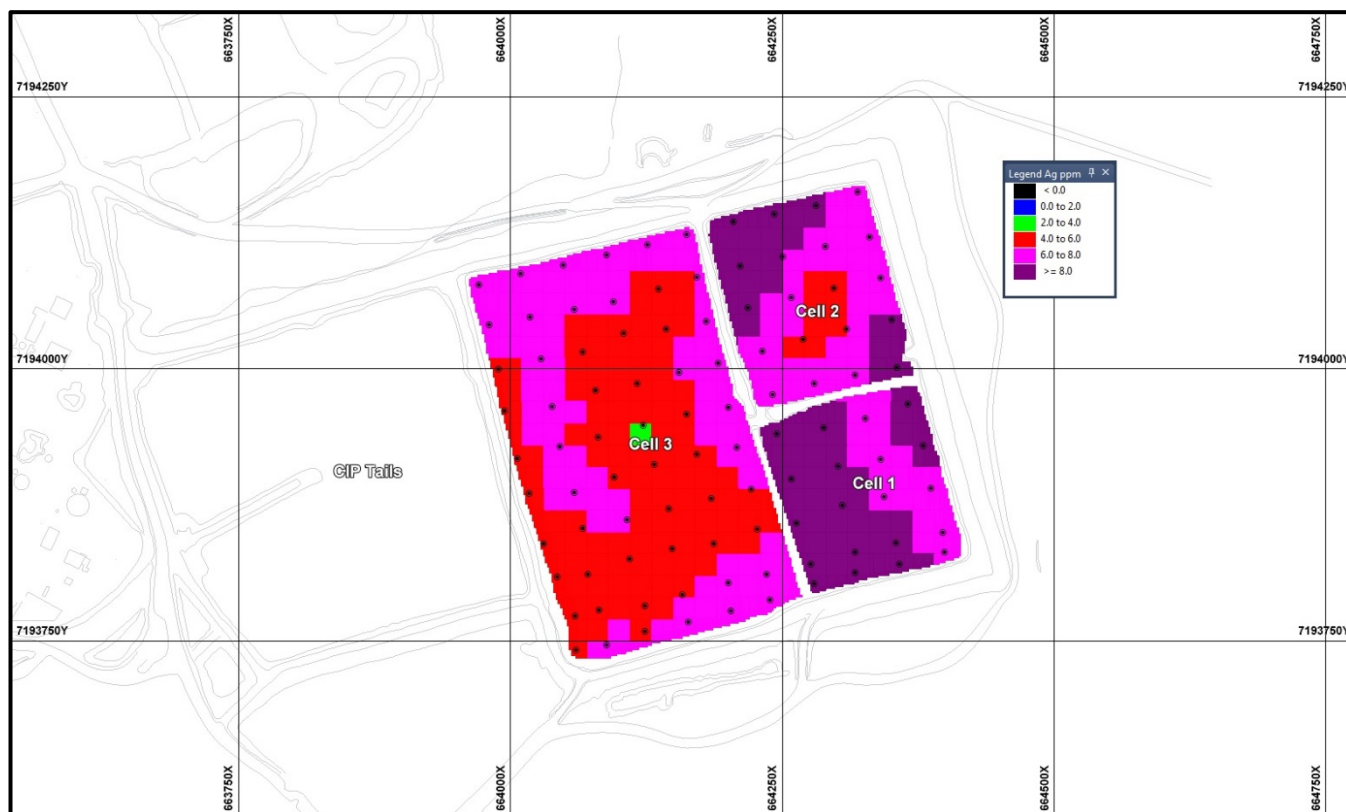 663750X
664000X
664250X
664500X
664750X
7194250Y
7194250Y
Legend Ag ppm
< 0.0
0.0 to 2.0
2.0 to 4.0
4.0 to 6.0
6.0 to 8.0
>= 8.0
Cell 2
7194000Y
7194000Y
Cell 3
CIP Tails
Cell 1
7193750Y
7193750Y
663750X
664000X
664250X
664500X
664750X